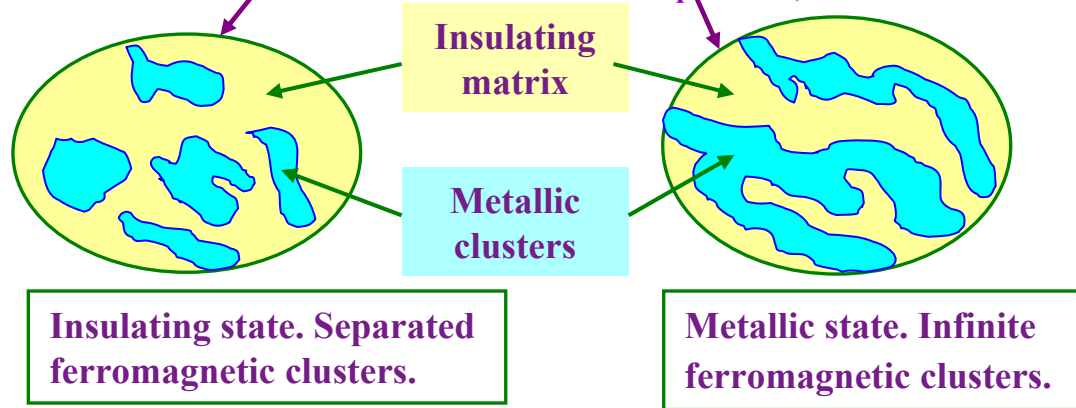 Insulating
matrix
Metallic
clusters
Insulating state. Separated
ferromagnetic clusters.
Metallic state. Infinite
ferromagnetic clusters.